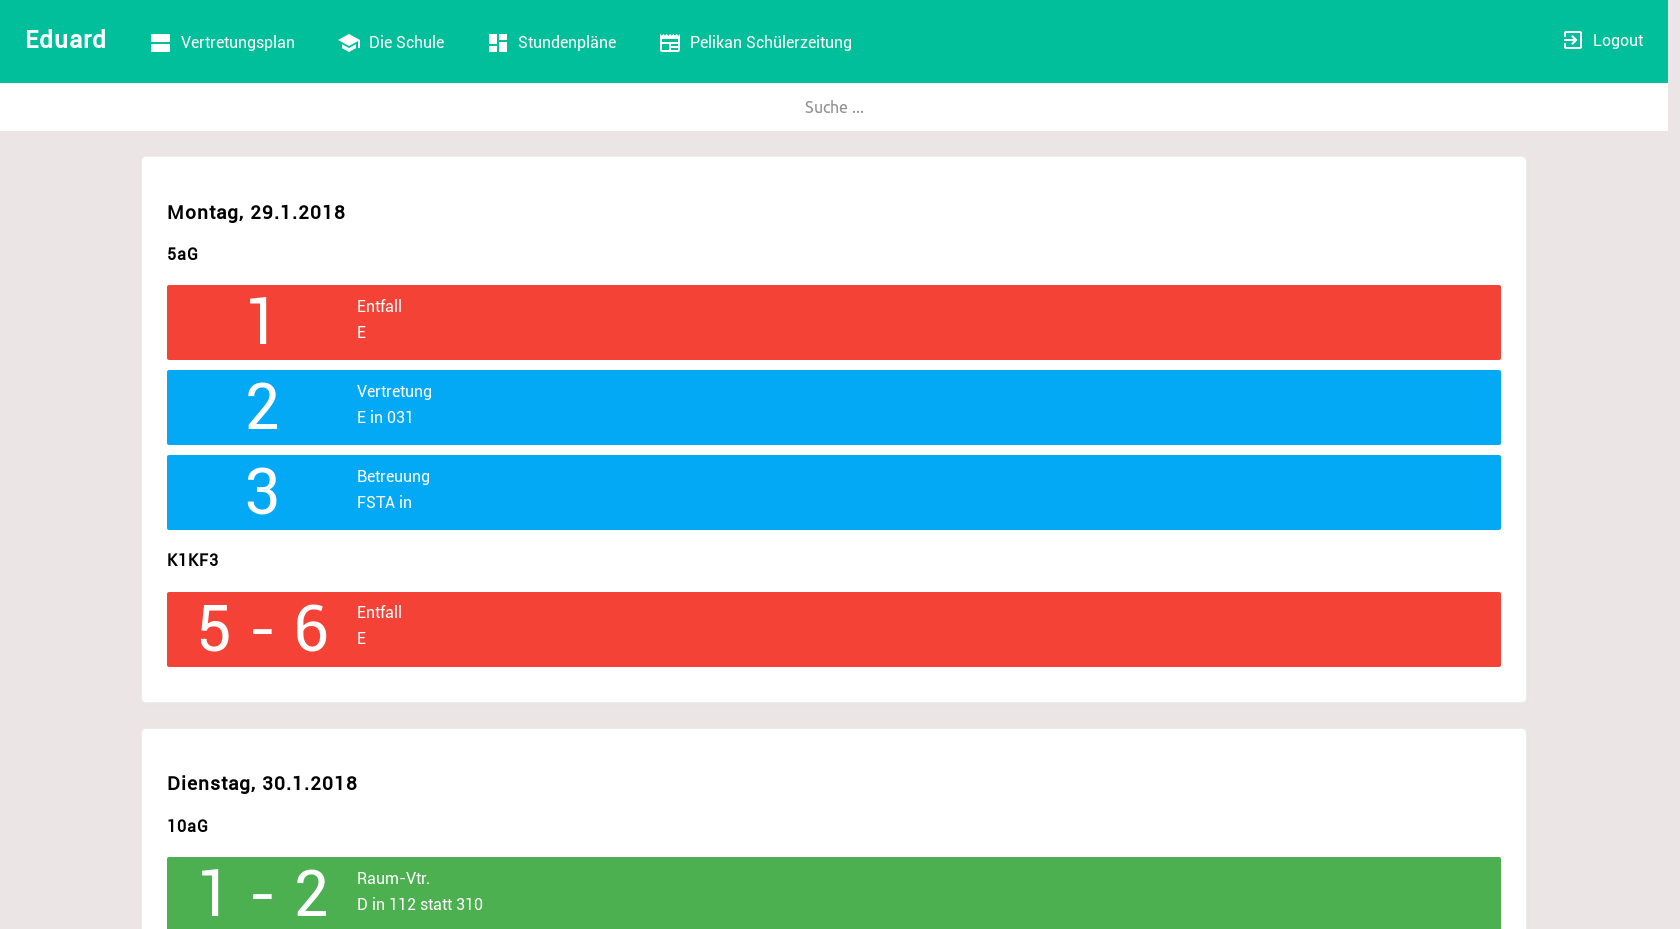 Eduard
Vertretungsplan
Die Schule
Stundenpläne
Pelikan Schülerzeitung
Logout
Suche ...
Montag, 29.1.2018
5aG
1
Entfall
E
2
Vertretung
E in 031
3
Betreuung
FSTA in
K1KF3
5 - 6
Entfall
E
Dienstag, 30.1.2018
10aG
1 - 2
Raum-Vtr.
D in 112 statt 310